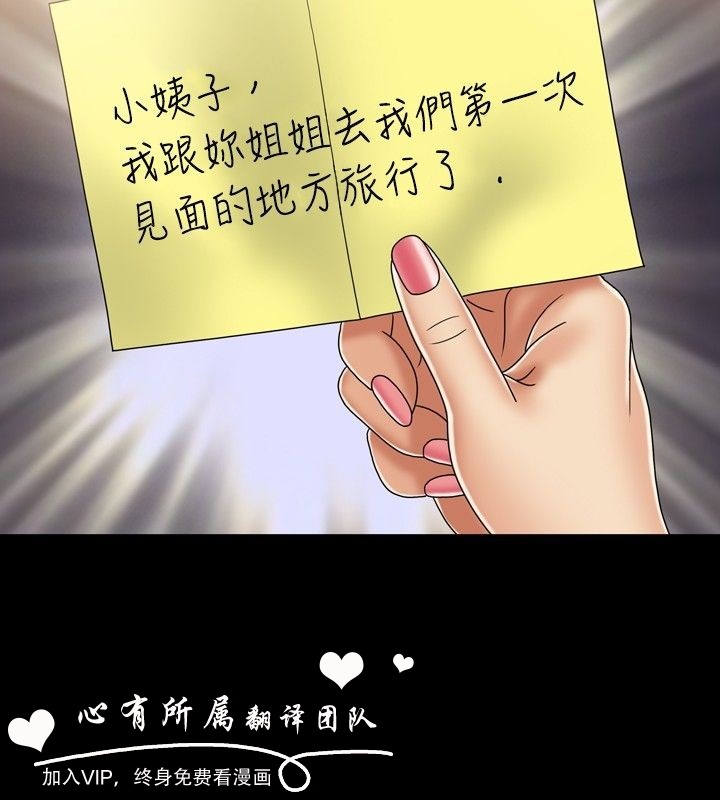 小姨子,
我跟妳姐姐去我們第一次
見面的地方旅行了 .
心有所属翻译团队
加入VIP，终身免费看漫画